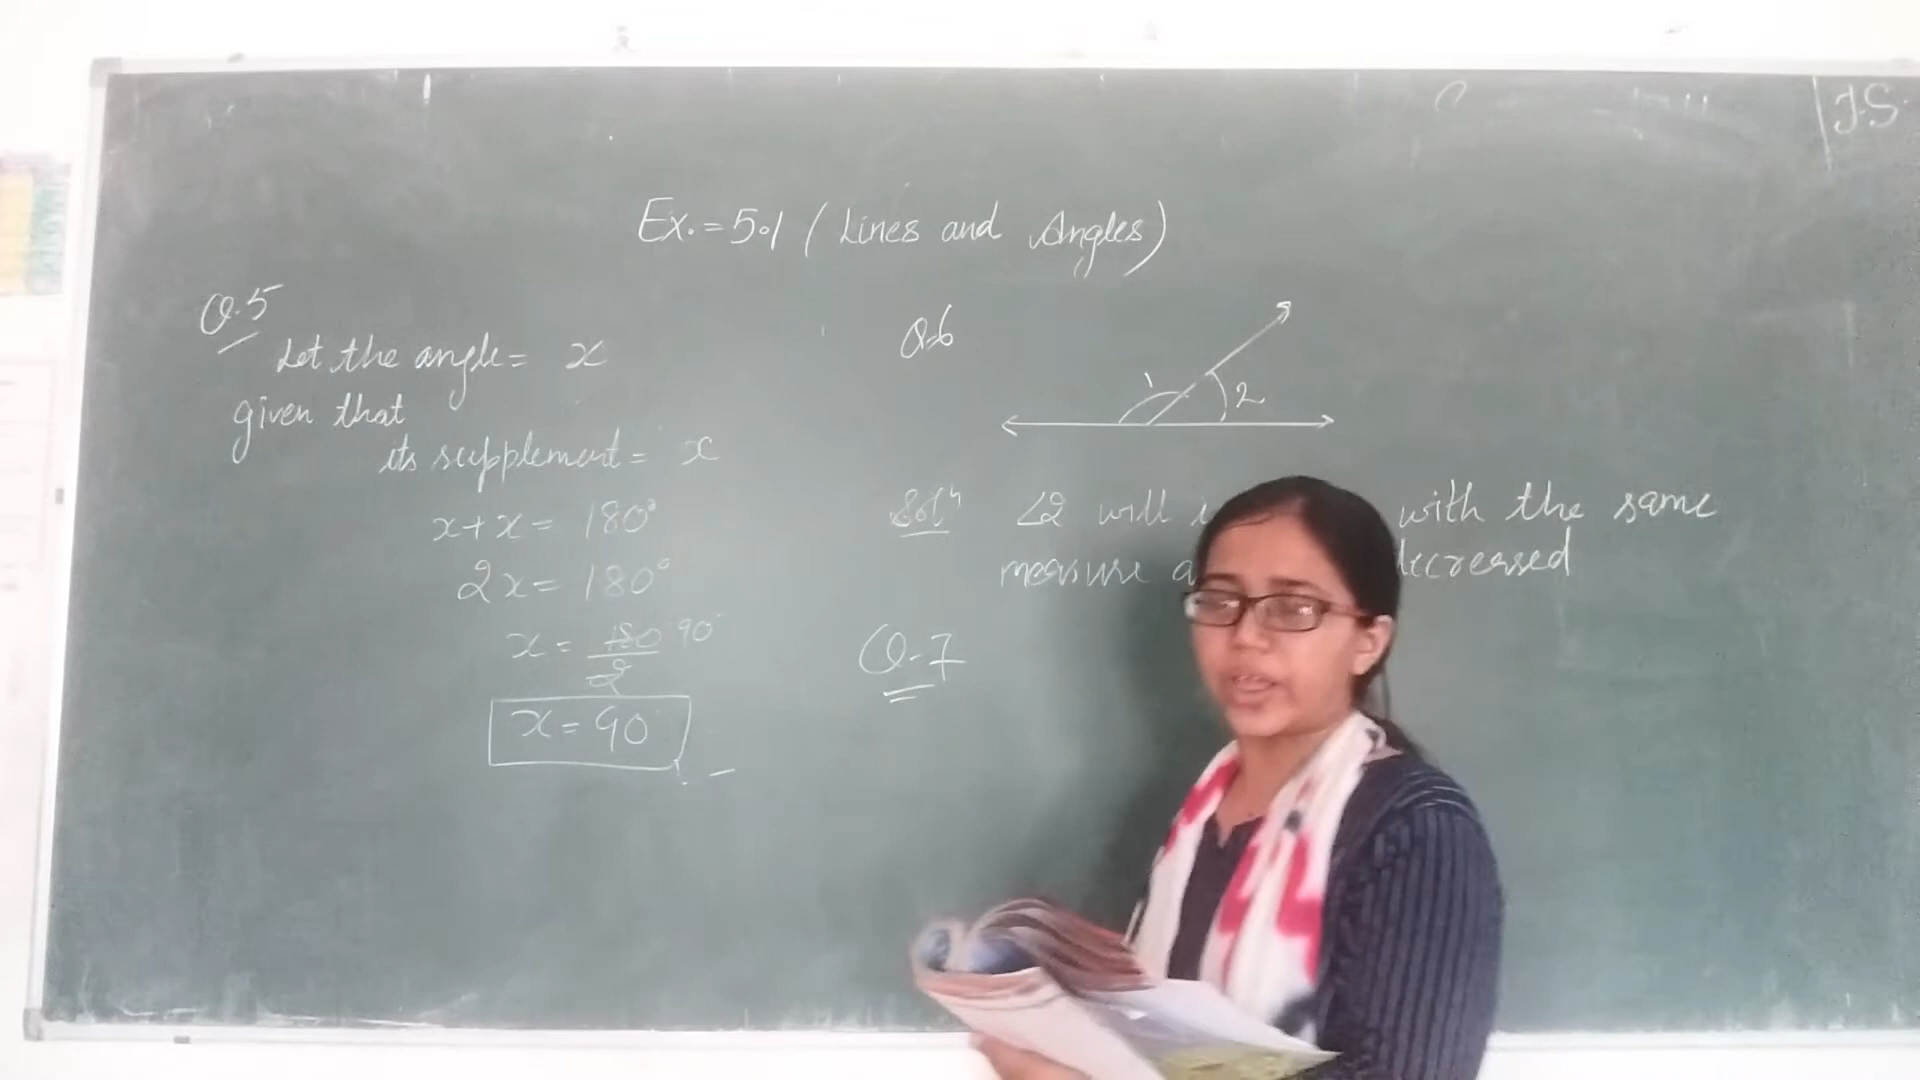 J.S.
Ex. = 5.1 (Lines and Angles)
Q.5
Let the angle = x
given that
its supplement = x
x + x = 180°
2x = 180°
x = 180 90
2
x = 90
Q.6
1
2
Solⁿ ∠2 will with the same
measure decreased
Q.7